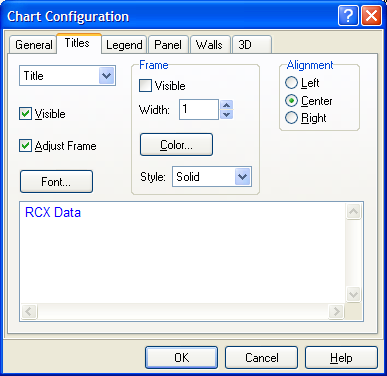 Chart Configuration
General Titles Legend Panel Walls 3D
Title
Visible
Adjust Frame
Font...
Frame
Visible
Width: 1
Color...
Style: Solid
Alignment
Left
Center
Right
RCX Data
OK Cancel Help